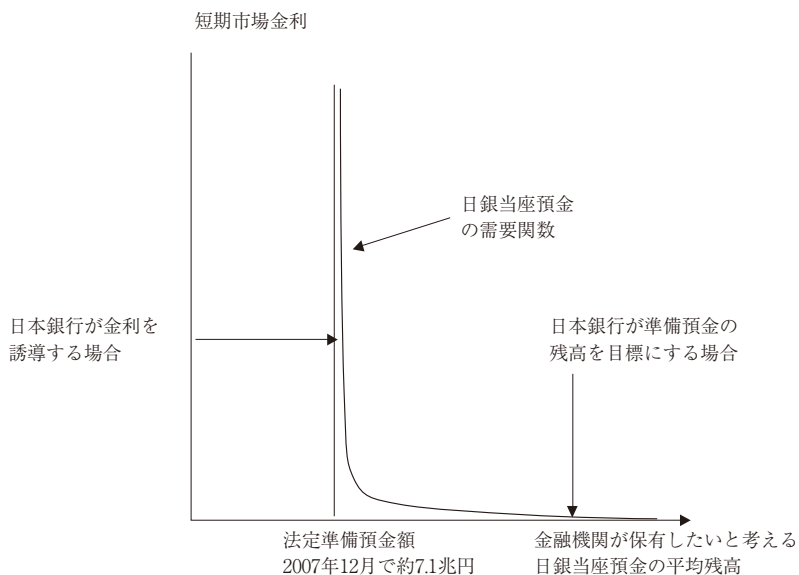 短期市場金利
日銀当座預金
の需要関数
日本銀行が金利を
誘導する場合
日本銀行が準備預金の
残高を目標にする場合
法定準備預金額
2007年12月で約7.1兆円
金融機関が保有したいと考える
日銀当座預金の平均残高